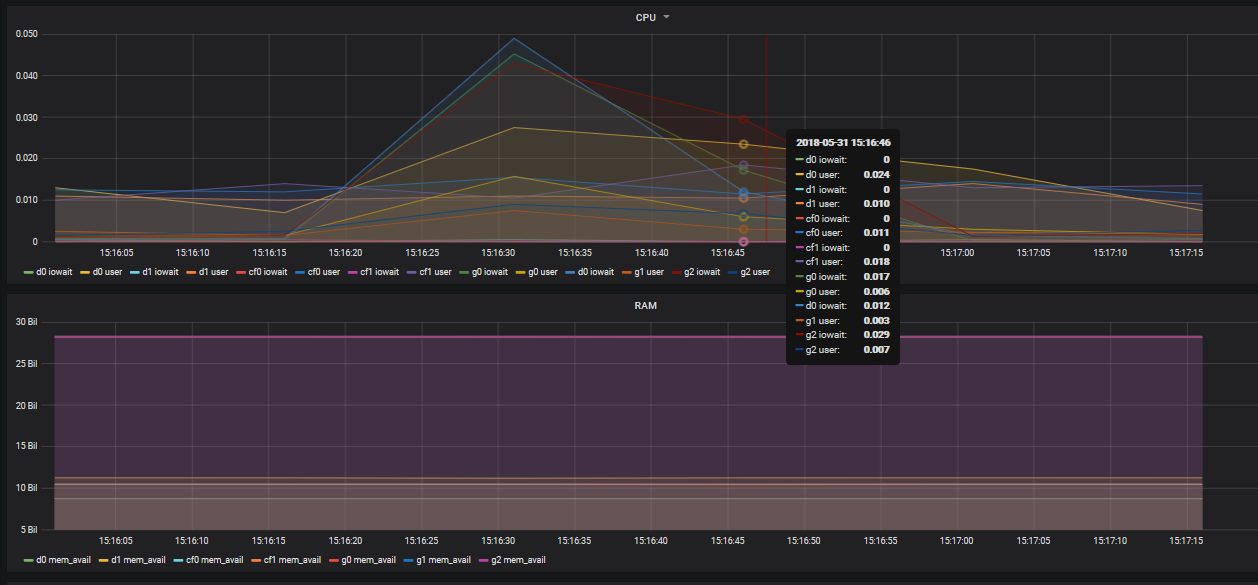 CPU
0.050
0.040
0.030
0.020
0.010
0
15:16:05 15:16:10 15:16:15 15:16:20 15:16:25 15:16:30 15:16:35 15:16:40 15:16:45 15:17:00 15:17:05 15:17:10 15:17:15
d0 iowait d0 user d1 iowait d1 user cf0 iowait cf0 user cf1 iowait cf1 user g0 iowait g0 user d0 iowait g1 user g2 iowait g2 user
2018-05-31 15:16:46
d0 iowait: 0
d0 user: 0.024
d1 iowait: 0
d1 user: 0.010
cf0 iowait: 0
cf0 user: 0.011
cf1 iowait: 0
cf1 user: 0.018
g0 iowait: 0.017
g0 user: 0.006
d0 iowait: 0.012
g1 user: 0.003
g2 iowait: 0.029
g2 user: 0.007
RAM
30 Bil
25 Bil
20 Bil
15 Bil
10 Bil
5 Bil
15:16:05 15:16:10 15:16:15 15:16:20 15:16:25 15:16:30 15:16:35 15:16:40 15:16:45 15:16:50 15:16:55 15:17:00 15:17:05 15:17:10 15:17:15
d0 mem_avail d1 mem_avail cf0 mem_avail cf1 mem_avail g0 mem_avail g1 mem_avail g2 mem_avail